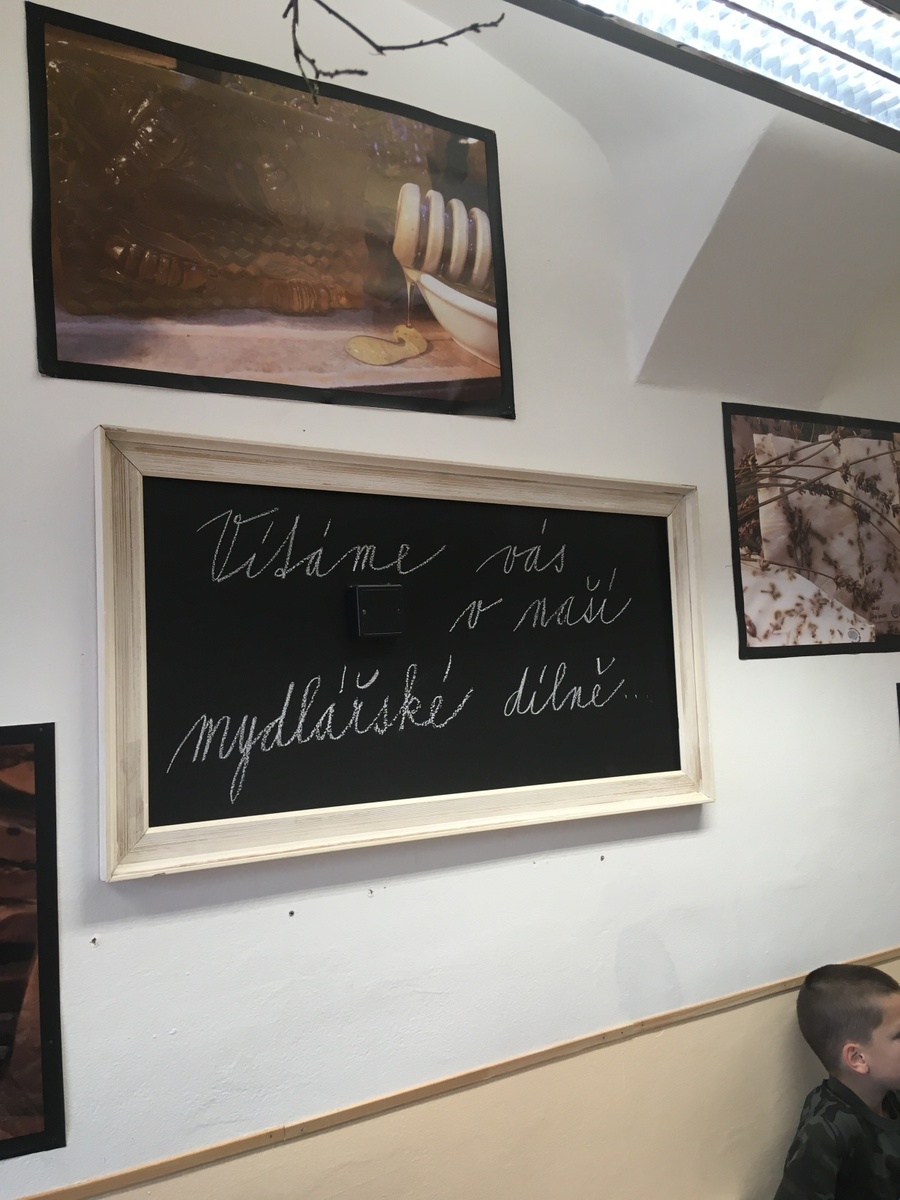 Vítáme vás
v naší
mydlářské dílně...